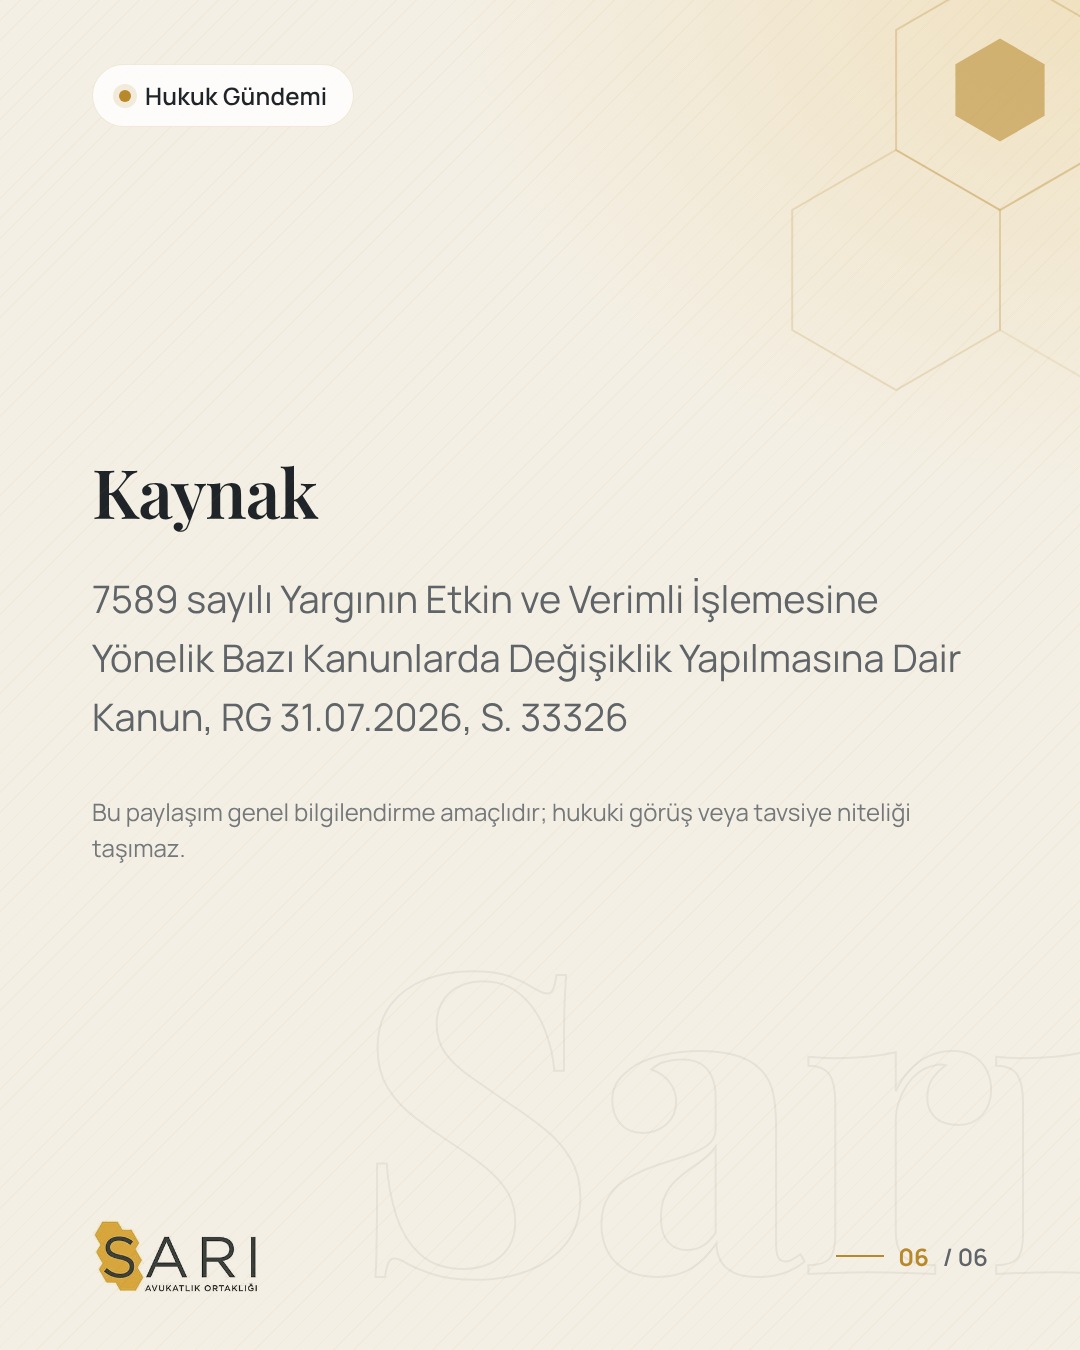 Hukuk Gündemi
Kaynak
7589 sayılı Yargının Etkin ve Verimli İşlemesine
Yönelik Bazı Kanunlarda Değişiklik Yapılmasına Dair
Kanun, RG 31.07.2026, S. 33326
Bu paylaşım genel bilgilendirme amaçlıdır; hukuki görüş veya tavsiye niteliği
taşımaz.
Sarı
SARI
AVUKATLIK ORTAKLIĞI
06 / 06